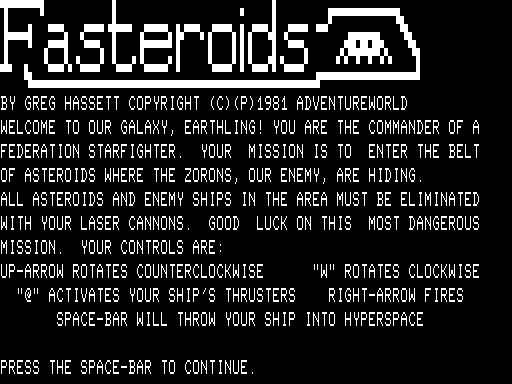 Fasteroids
BY GREG HASSETT COPYRIGHT (C)(P)1981 ADVENTUREWORLD
WELCOME TO OUR GALAXY, EARTHLING! YOU ARE THE COMMANDER OF A
FEDERATION STARFIGHTER.  YOUR  MISSION IS TO  ENTER THE BELT
OF ASTEROIDS WHERE THE ZORONS, OUR ENEMY, ARE HIDING.
ALL ASTEROIDS AND ENEMY SHIPS IN THE AREA MUST BE ELIMINATED
WITH YOUR LASER CANNONS.  GOOD  LUCK ON THIS  MOST DANGEROUS
MISSION.  YOUR CONTROLS ARE:
UP-ARROW ROTATES COUNTERCLOCKWISE      "W" ROTATES CLOCKWISE
"@" ACTIVATES YOUR SHIP'S THRUSTERS    RIGHT-ARROW FIRES
SPACE-BAR WILL THROW YOUR SHIP INTO HYPERSPACE
PRESS THE SPACE-BAR TO CONTINUE.